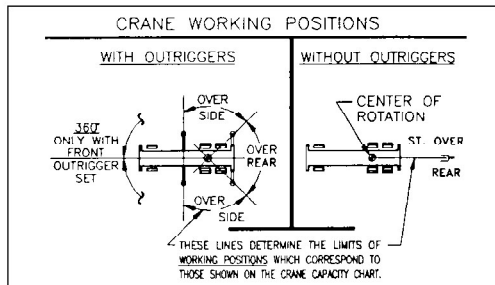 CRANE WORKING POSITIONS
WITH OUTRIGGERS
WITHOUT OUTRIGGERS
OVER
SIDE
360°
ONLY WITH
FRONT
OUTRIGGER
SET
OVER
REAR
OVER
SIDE
CENTER OF
ROTATION
ST. OVER
REAR
THESE LINES DETERMINE THE LIMITS OF
WORKING POSITIONS WHICH CORRESPOND TO
THOSE SHOWN ON THE CRANE CAPACITY CHART.